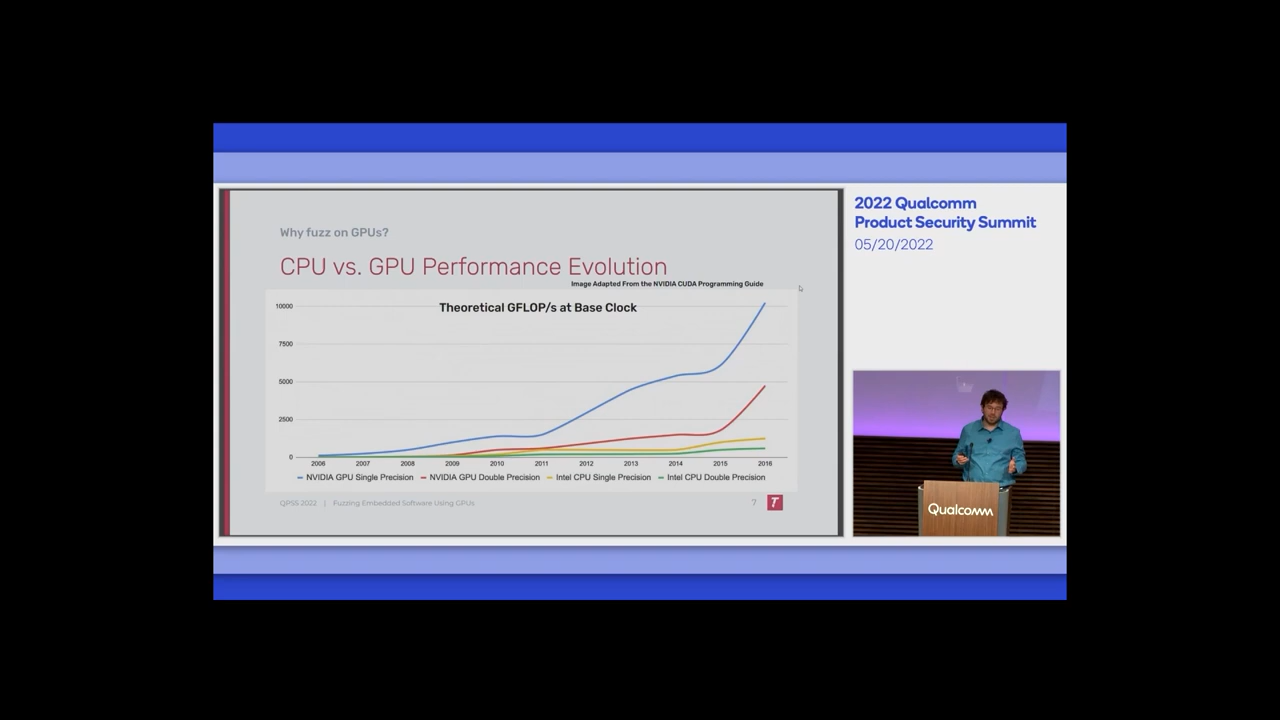 Why fuzz on GPUs?
CPU vs. GPU Performance Evolution
Image Adapted From the NVIDIA CUDA Programming Guide
Theoretical GFLOP/s at Base Clock
10000
7500
5000
2500
0
2006 2007 2008 2009 2010 2011 2012 2013 2014 2015 2016
NVIDIA GPU Single Precision NVIDIA GPU Double Precision Intel CPU Single Precision Intel CPU Double Precision
QPSS 2022 | Fuzzing Embedded Software Using GPUs
7
T
2022 Qualcomm
Product Security Summit
05/20/2022
Qualcomm